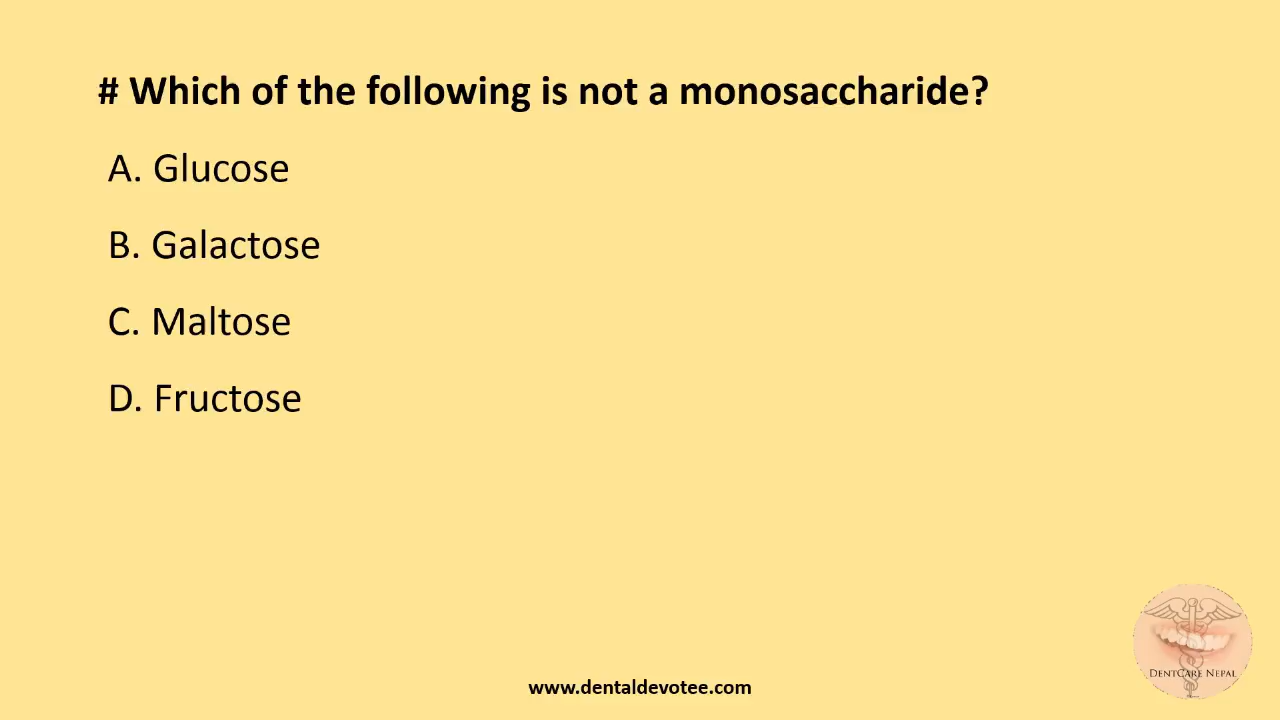 # Which of the following is not a monosaccharide?
A. Glucose
B. Galactose
C. Maltose
D. Fructose
DENTCARE NEPAL
www.dentaldevotee.com